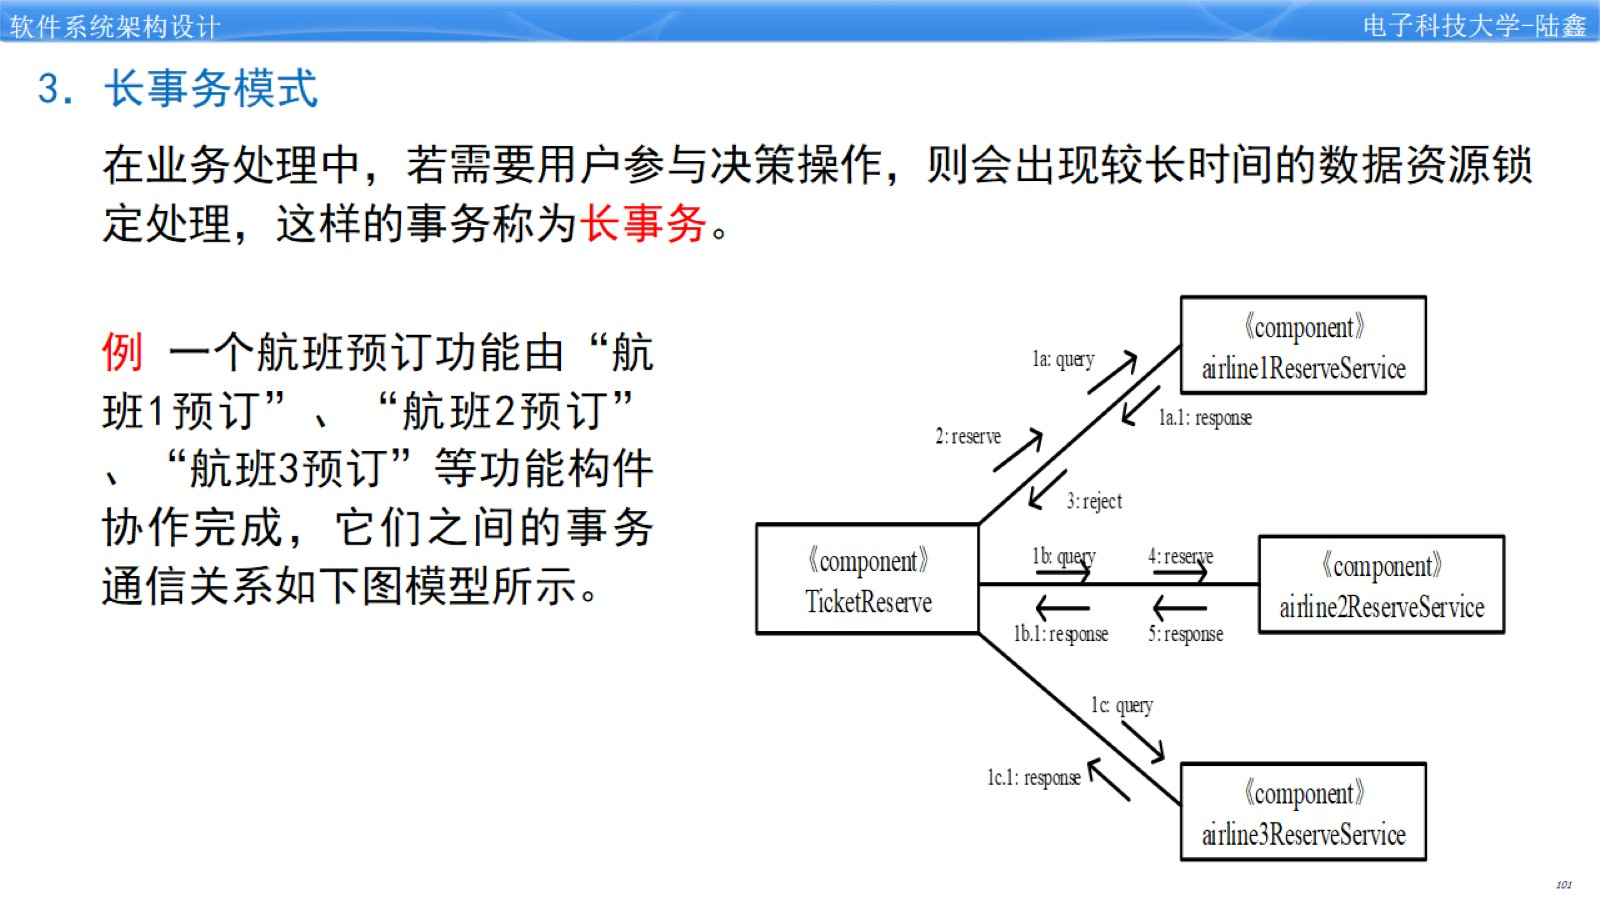 软件系统架构设计
电子科技大学-陆鑫
3. 长事务模式
在业务处理中，若需要用户参与决策操作，则会出现较长时间的数据资源锁
定处理，这样的事务称为长事务。
例 一个航班预订功能由“航
班1预订”、“航班2预订”
、“航班3预订”等功能构件
协作完成，它们之间的事务
通信关系如下图模型所示。
《component》
airline1ReserveService
1a: query
1a.1: response
2: reserve
3: reject
《component》
TicketReserve
1b: query
4: reserve
1b.1: response
5: response
《component》
airline2ReserveService
1c: query
1c.1: response
《component》
airline3ReserveService
101